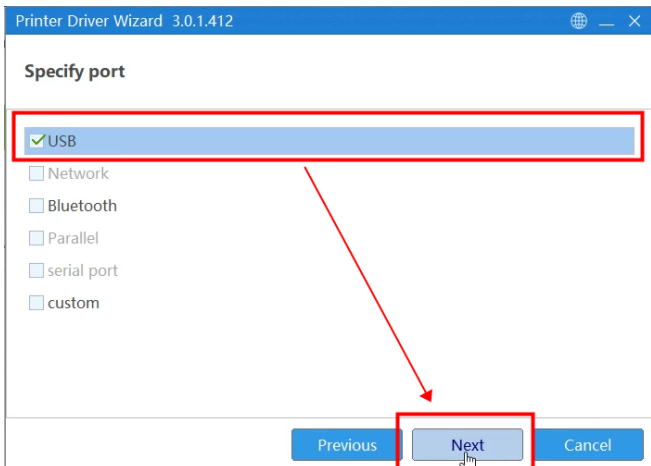 Printer Driver Wizard 3.0.1.412
Specify port
USB
Network
Bluetooth
Parallel
serial port
custom
Previous Next Cancel